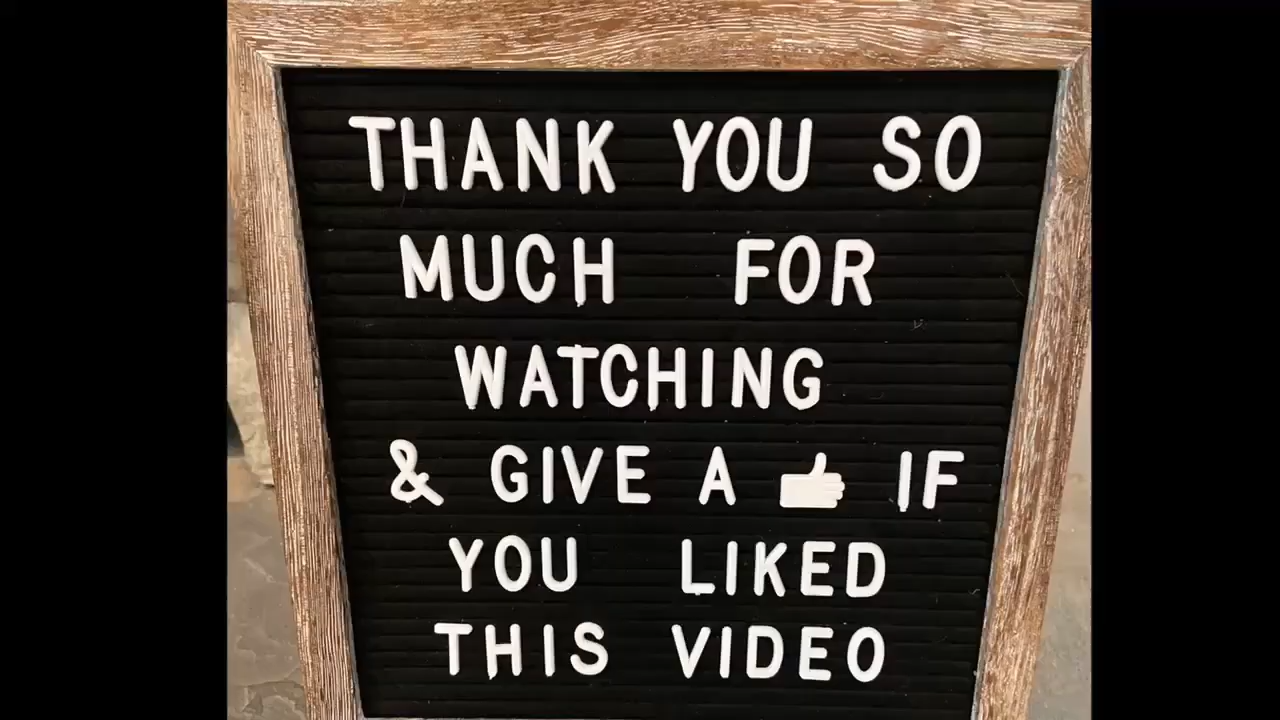 THANK YOU SO
MUCH FOR
WATCHING
& GIVE A 👍 IF
YOU LIKED
THIS VIDEO